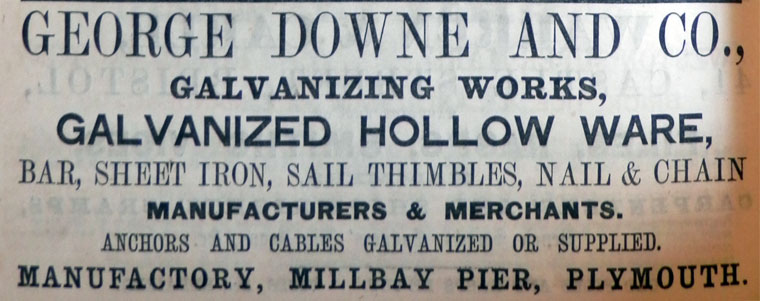 GEORGE DOWNE AND CO.,
GALVANIZING WORKS,
GALVANIZED HOLLOW WARE,
BAR, SHEET IRON, SAIL THIMBLES, NAIL & CHAIN
MANUFACTURERS & MERCHANTS.
ANCHORS AND CABLES GALVANIZED OR SUPPLIED.
MANUFACTORY, MILLBAY PIER, PLYMOUTH.